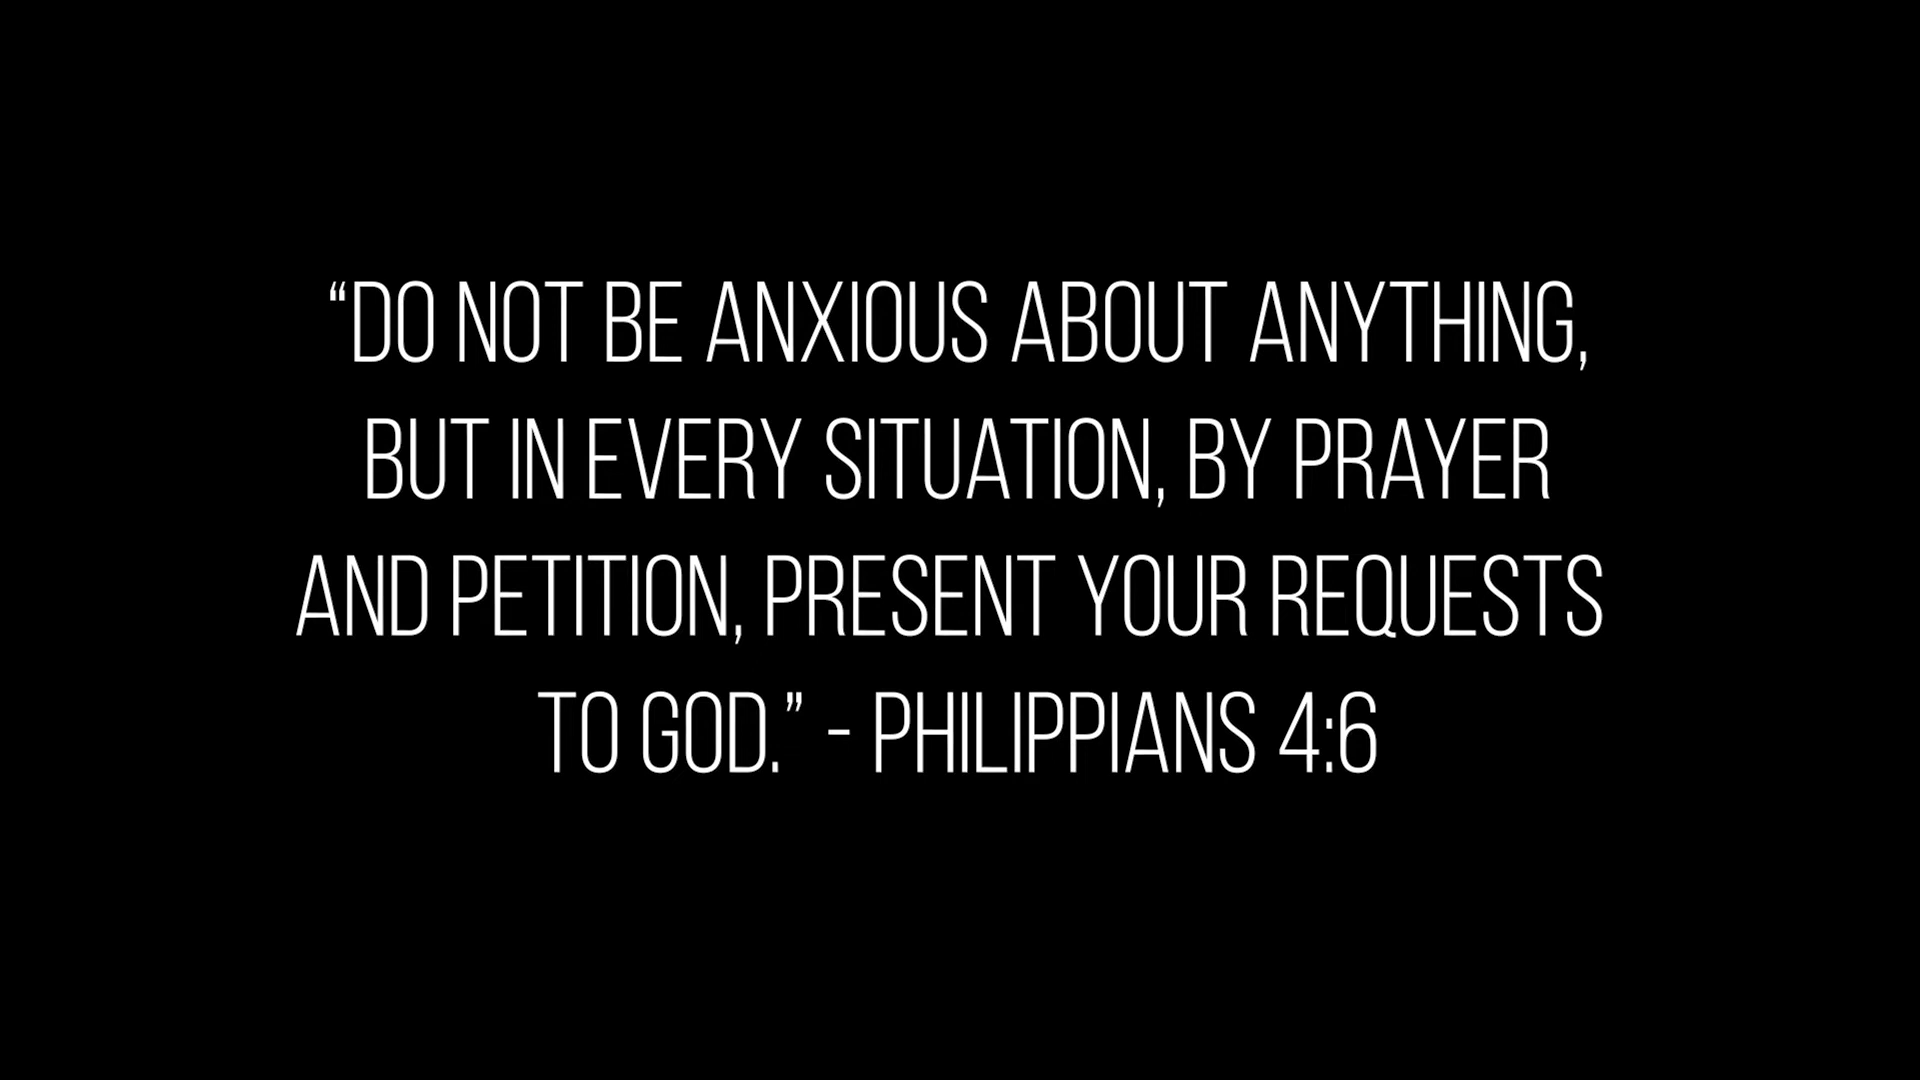 “DO NOT BE ANXIOUS ABOUT ANYTHING,
BUT IN EVERY SITUATION, BY PRAYER
AND PETITION, PRESENT YOUR REQUESTS
TO GOD.” - PHILIPPIANS 4:6